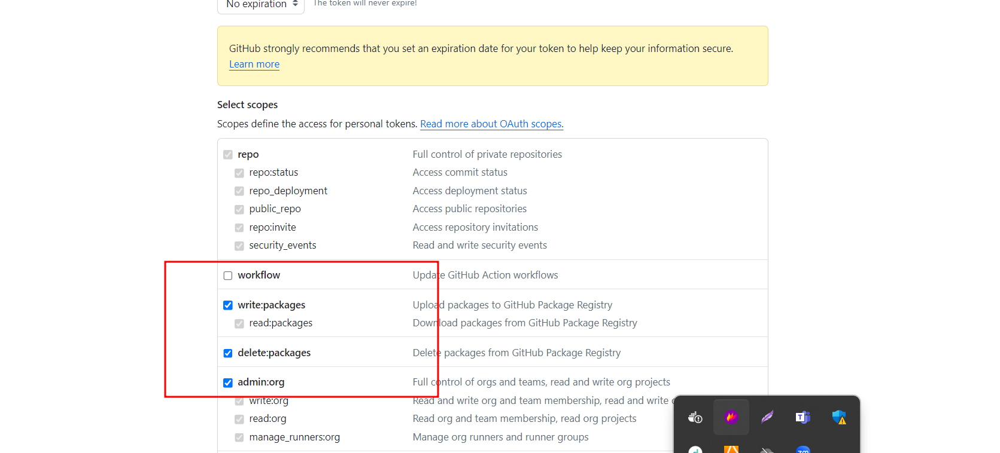 No expiration The token will never expire!
GitHub strongly recommends that you set an expiration date for your token to help keep your information secure.
Learn more
Select scopes
Scopes define the access for personal tokens. Read more about OAuth scopes.
repo Full control of private repositories
repo:status Access commit status
repo_deployment Access deployment status
public_repo Access public repositories
repo:invite Access repository invitations
security_events Read and write security events
workflow Update GitHub Action workflows
write:packages Upload packages to GitHub Package Registry
read:packages Download packages from GitHub Package Registry
delete:packages Delete packages from GitHub Package Registry
admin:org Full control of orgs and teams, read and write org projects
write:org Read and write org and team membership, read and write
read:org Read org and team membership, read org projects
manage_runners:org Manage org runners and runner groups
T
zm